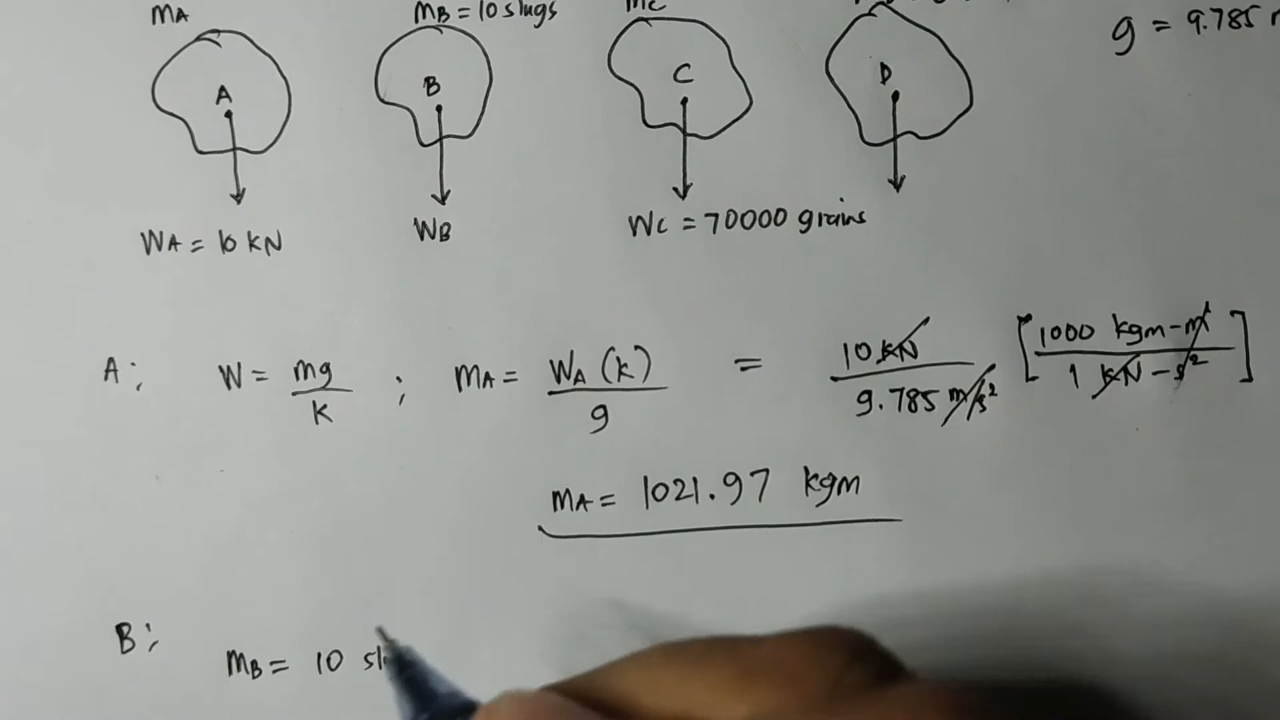 mA
mB = 10 slugs
mC
g = 9.785
A
B
C
D
WA = 10 kN
WB
WC = 70000 grains
A: W = mg/k ; mA = WA (k)/g = 10 kN/9.785 m/s² [1000 kgm-m/1 kN-s²]
mA = 1021.97 kgm
B:
mB = 10